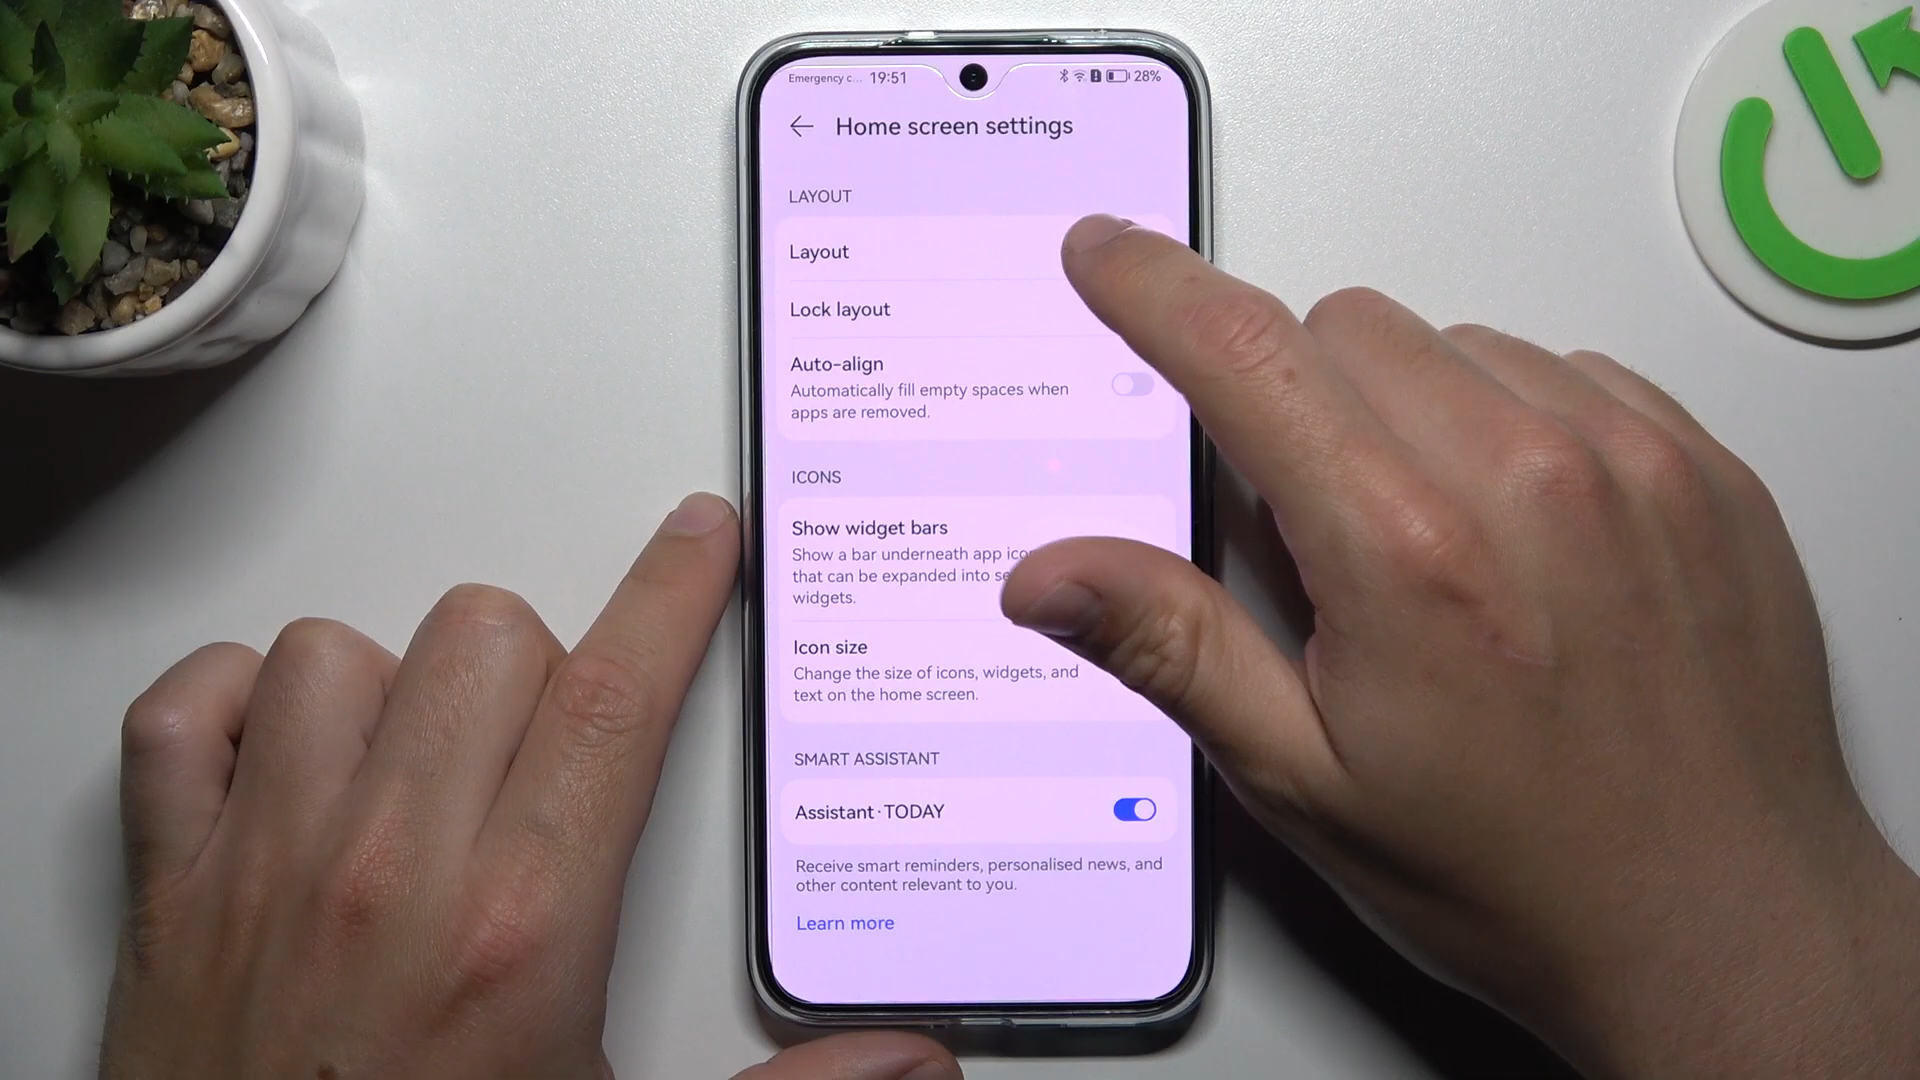 Emergency c... 19:51 28%
Home screen settings
LAYOUT
Layout
Lock layout
Auto-align
Automatically fill empty spaces when
apps are removed.
ICONS
Show widget bars
Show a bar underneath app
that can be expanded into
widgets.
Icon size
Change the size of icons, widgets, and
text on the home screen.
SMART ASSISTANT
Assistant·TODAY
Receive smart reminders, personalised news, and
other content relevant to you.
Learn more